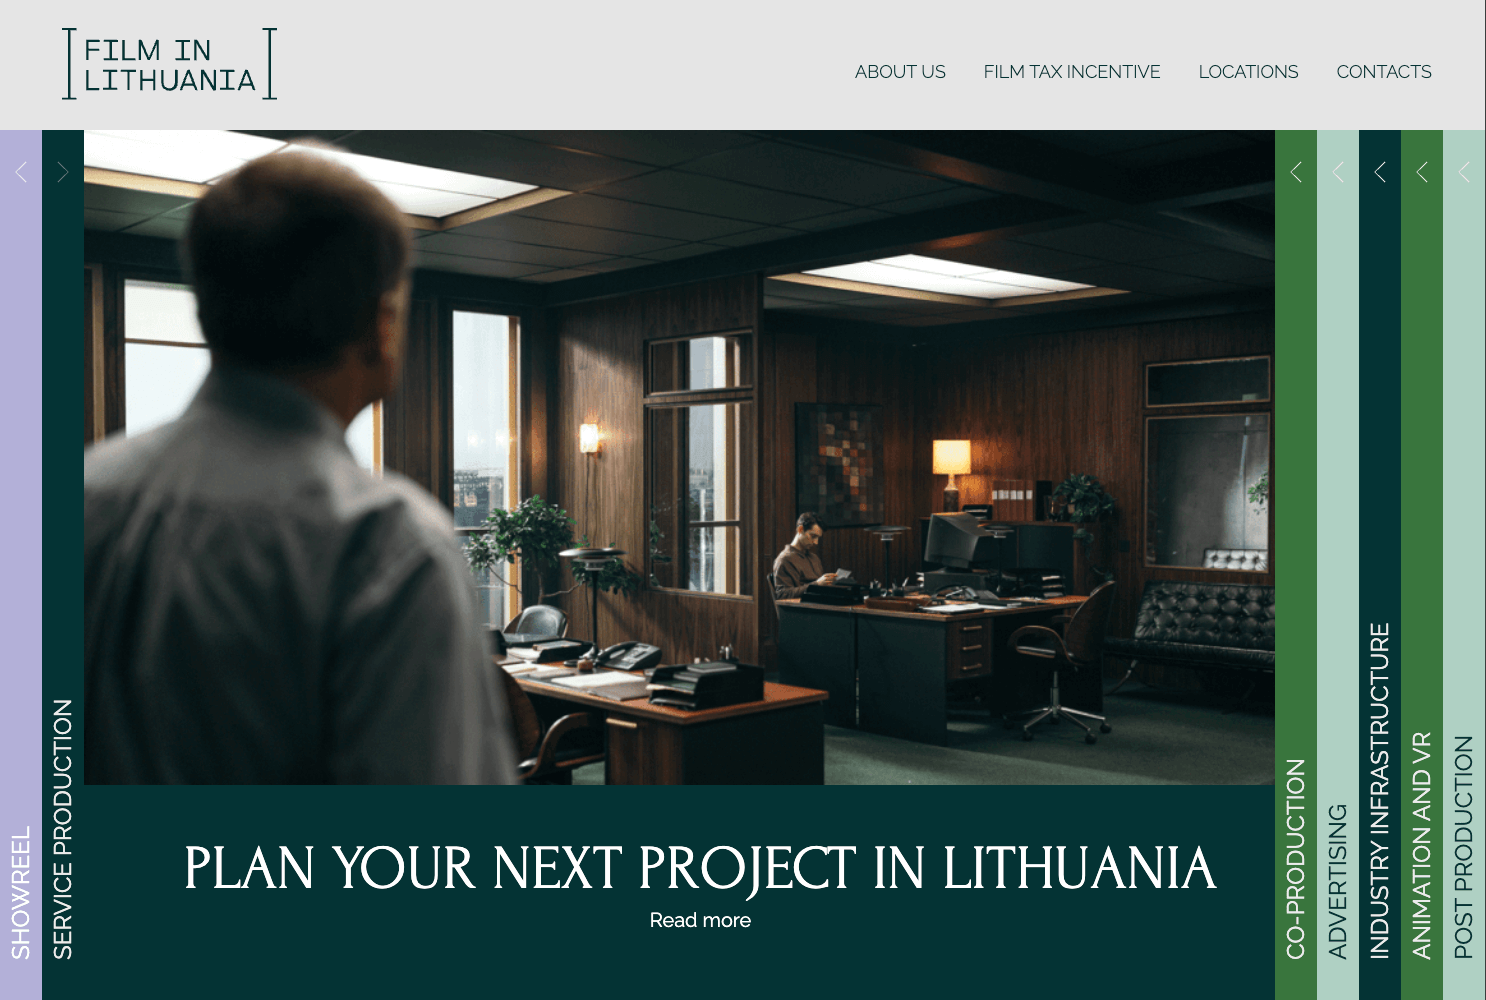 FILM IN
LITHUANIA
ABOUT US
FILM TAX INCENTIVE
LOCATIONS
CONTACTS
SHOWREEL
SERVICE PRODUCTION
PLAN YOUR NEXT PROJECT IN LITHUANIA
Read more
CO-PRODUCTION
ADVERTISING
INDUSTRY INFRASTRUCTURE
ANIMATION AND VR
POST PRODUCTION